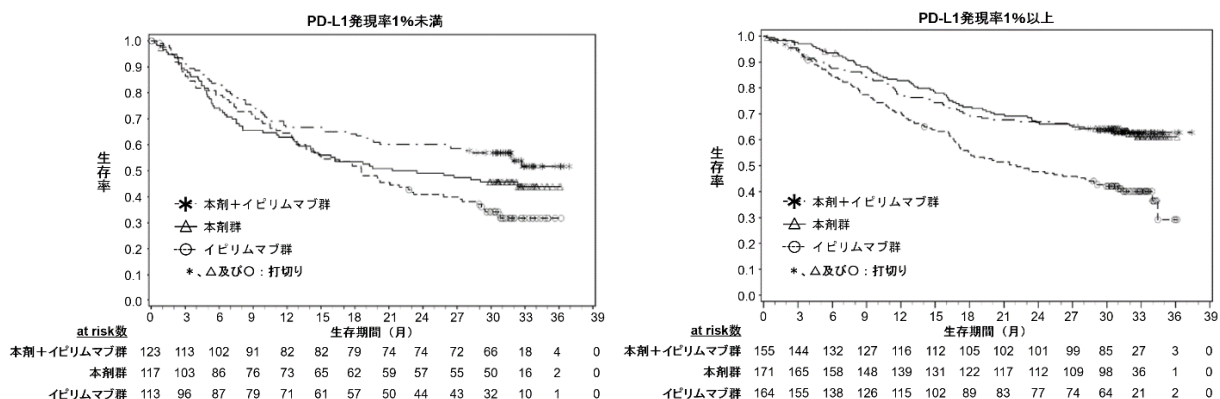 PD-L1発現率1%未満
1.0
0.9
0.8
0.7
0.6
0.5
0.4
0.3
0.2
0.1
0.0
生存率
本剤+イピリムマブ群
本剤群
イピリムマブ群
*、△及び○：打切り
0 3 6 9 12 15 18 21 24 27 30 33 36 39
生存期間（月）
at risk数
本剤+イピリムマブ群 123 113 102 91 82 82 79 74 74 72 66 18 4 0
本剤群 117 103 86 76 73 65 62 59 57 55 50 16 2 0
イピリムマブ群 113 96 87 79 71 61 57 50 44 43 32 10 1 0
PD-L1発現率1%以上
1.0
0.9
0.8
0.7
0.6
0.5
0.4
0.3
0.2
0.1
0.0
生存率
本剤+イピリムマブ群
本剤群
イピリムマブ群
*、△及び○：打切り
0 3 6 9 12 15 18 21 24 27 30 33 36 39
生存期間（月）
at risk数
本剤+イピリムマブ群 155 144 132 127 116 112 105 102 101 99 85 27 3 0
本剤群 171 165 158 148 139 131 122 117 112 109 98 36 1 0
イピリムマブ群 164 155 138 126 115 102 89 83 77 74 64 21 2 0